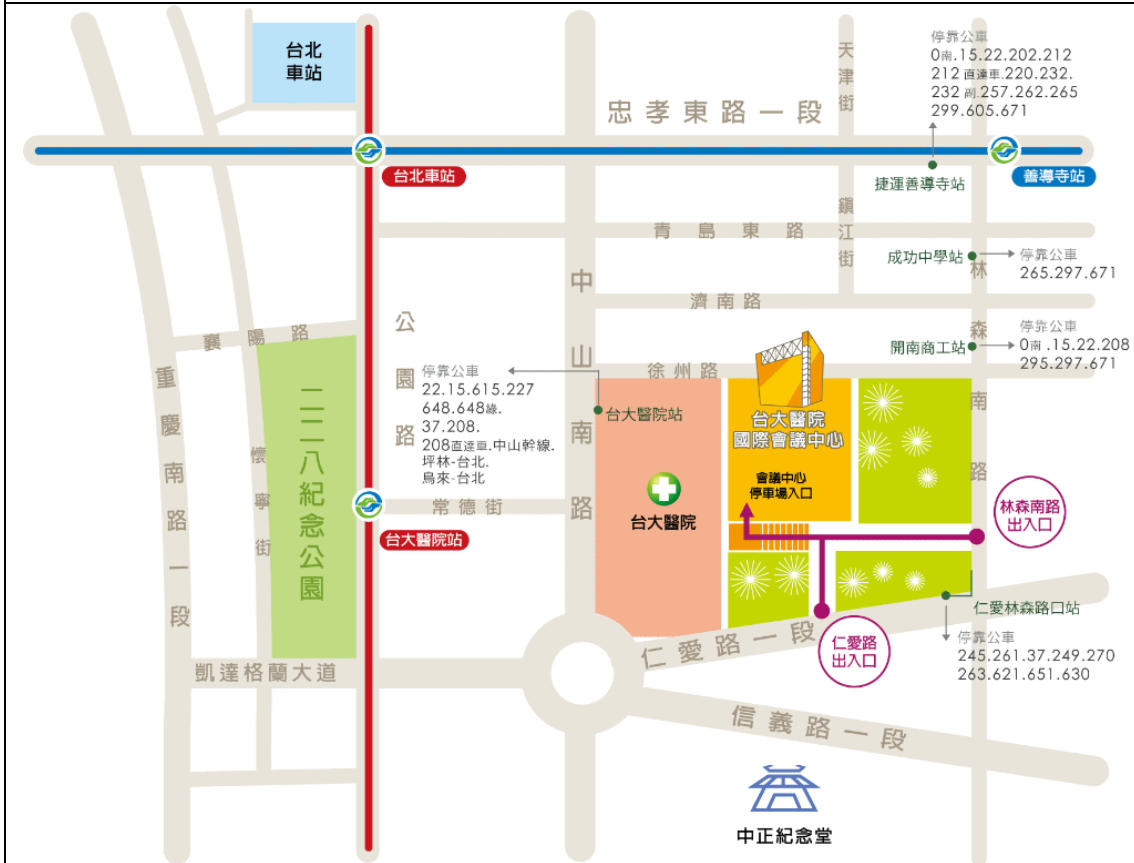 台北
車站
天津街
停靠公車
0南.15.22.202.212
212 直達車.220.232.
232 副.257.262.265
299.605.671
忠孝東路一段
台北車站
善導寺站
捷運善導寺站
青島東路
鎮江街
成功中學站
停靠公車
265.297.671
濟南路
中山南路
林森南路
襄陽路
公園路
停靠公車
22.15.615.227
648.648綠.
37.208.
208直達車.中山幹線.
坪林-台北.
烏來-台北
開南商工站
停靠公車
0南 .15.22.208
295.297.671
徐州路
台大醫院站
台大醫院
國際會議中心
會議中心
停車場入口
重慶南路一段
懷寧街
二二八紀念公園
常德街
台大醫院站
台大醫院
林森南路
出入口
仁愛林森路口站
停靠公車
245.261.37.249.270
263.621.651.630
仁愛路一段
仁愛路
出入口
凱達格蘭大道
信義路一段
中正紀念堂